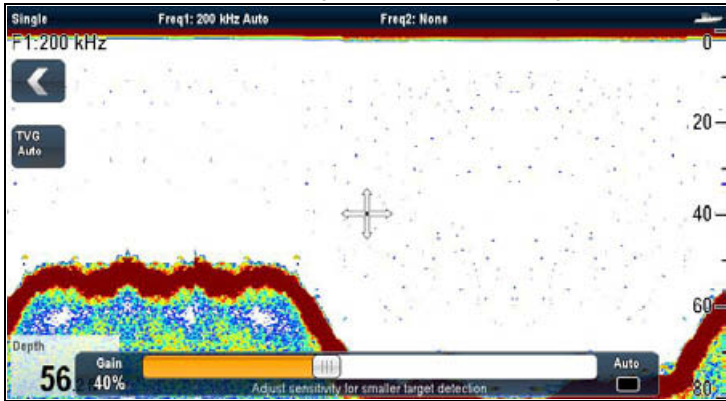 Single Freq1: 200 kHz Auto Freq2: None
F1:200 kHz
0
TVG
Auto
20
40
60
Depth
56
Gain
40%
Adjust sensitivity for smaller target detection
Auto
80